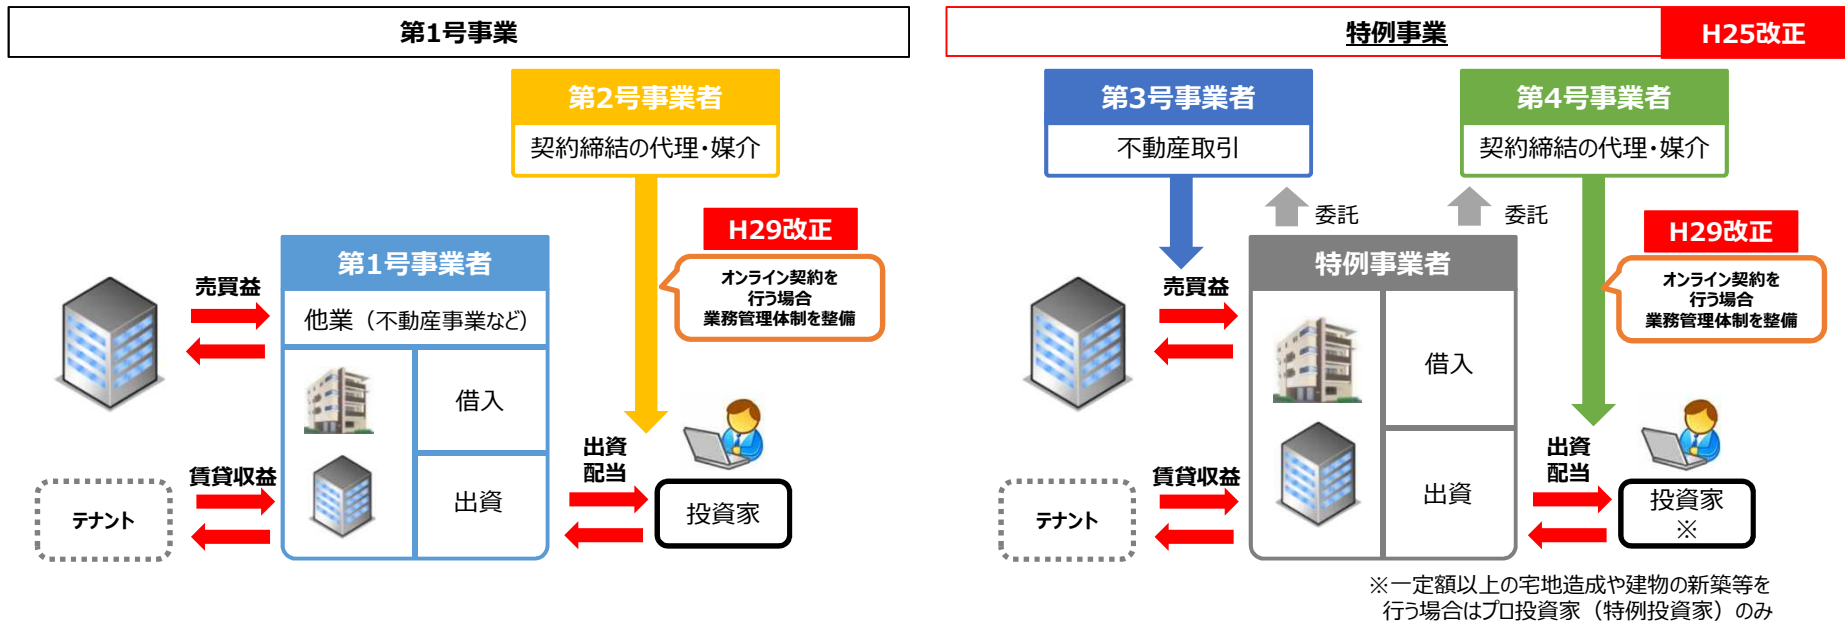 第1号事業
第2号事業者
契約締結の代理・媒介
H29改正
オンライン契約を
行う場合
業務管理体制を整備
第1号事業者
他業（不動産事業など）
借入
出資
売買益
賃貸収益
テナント
出資
配当
投資家
特例事業
H25改正
第3号事業者
不動産取引
第4号事業者
契約締結の代理・媒介
委託
委託
H29改正
オンライン契約を
行う場合
業務管理体制を整備
特例事業者
借入
出資
売買益
賃貸収益
テナント
出資
配当
投資家
※
※一定額以上の宅地造成や建物の新築等を
行う場合はプロ投資家（特例投資家）のみ